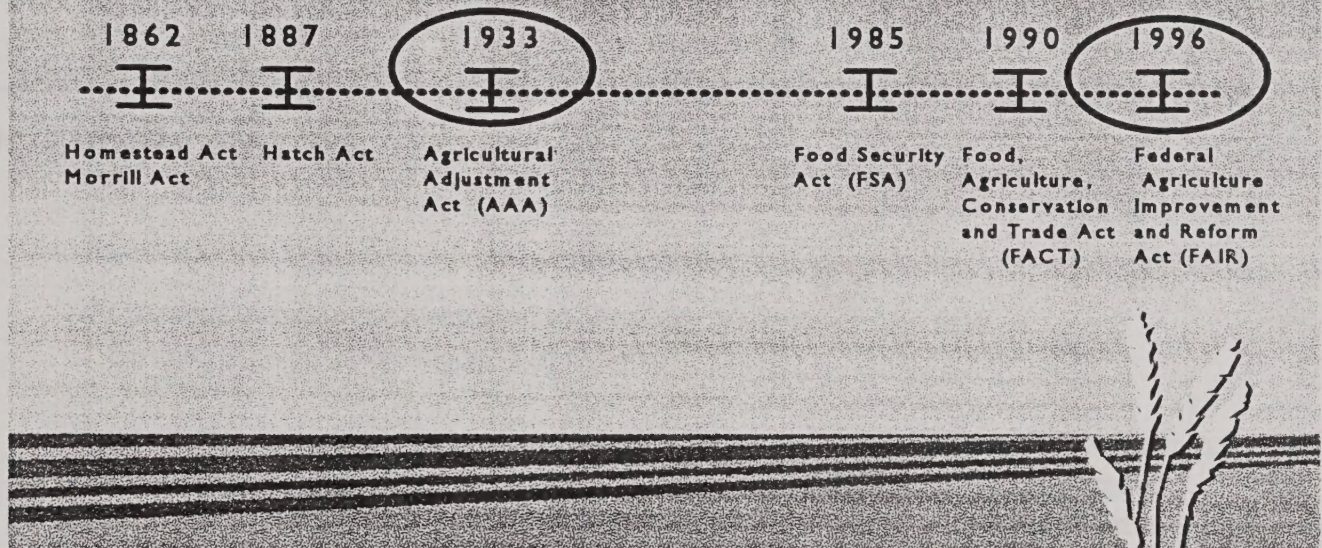 1862
1887
1933
1985
1990
1996
Homestead Act
Morrill Act
Hatch Act
Agricultural
Adjustment
Act (AAA)
Food Security
Act (FSA)
Food,
Agriculture,
Conservation
and Trade Act
(FACT)
Federal
Agriculture
Improvement
and Reform
Act (FAIR)